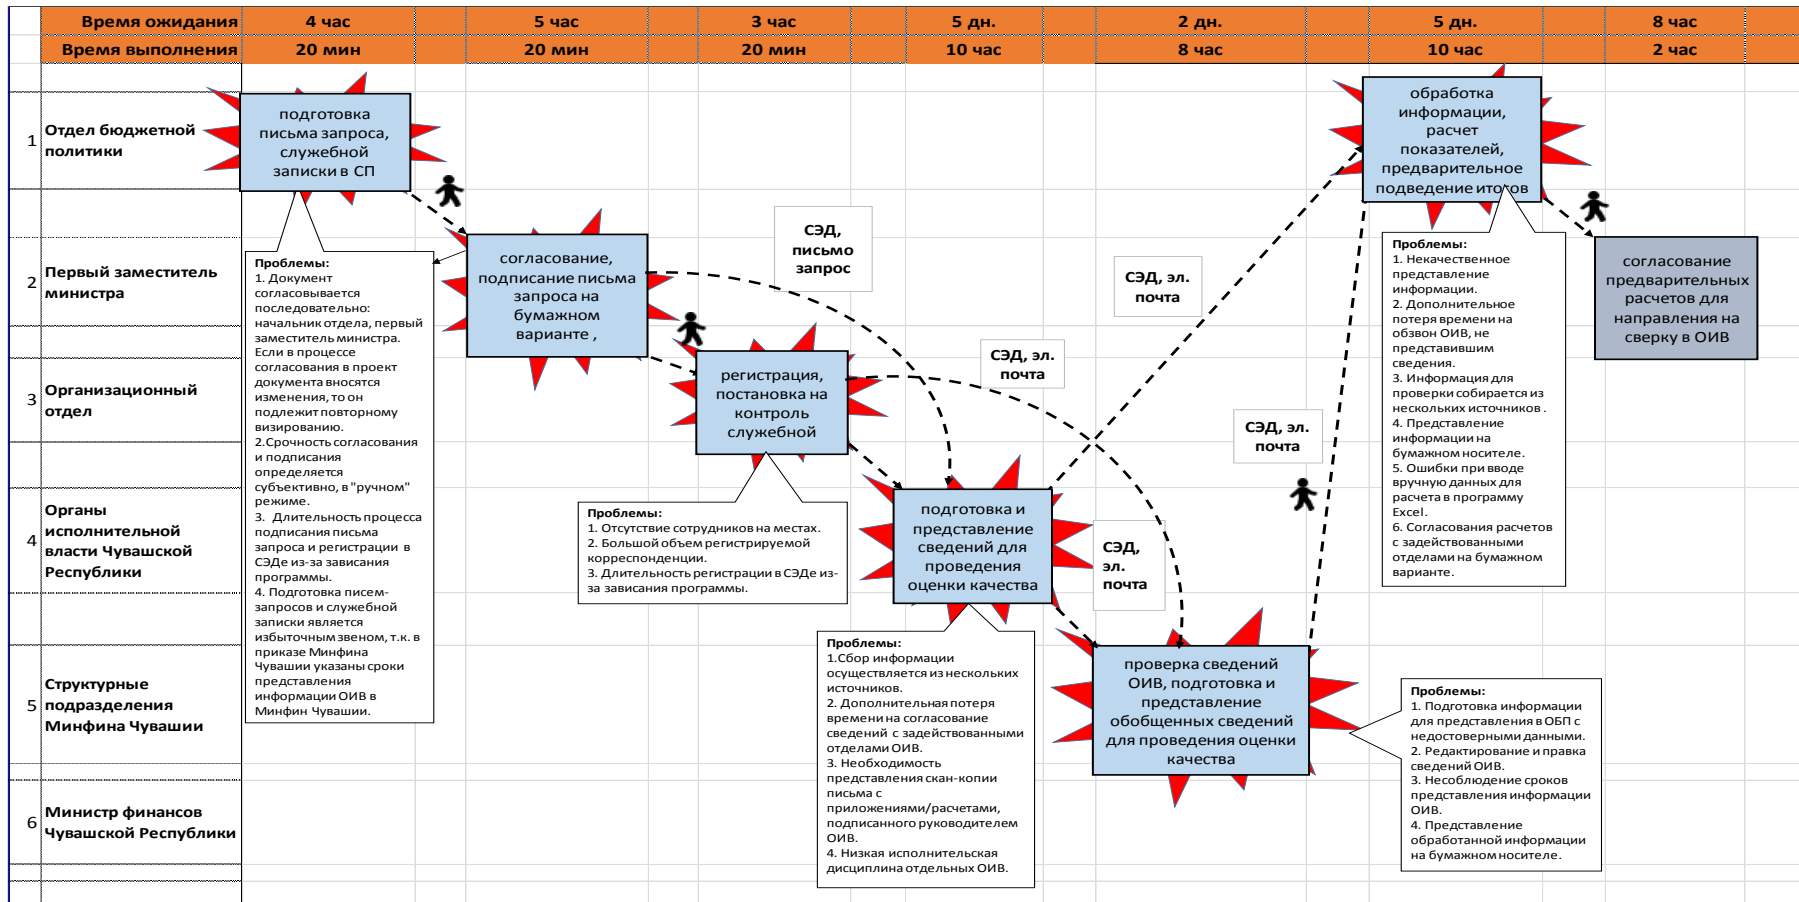 Время ожидания 4 час 5 час 3 час 5 дн. 2 дн. 5 дн. 8 час
Время выполнения 20 мин 20 мин 20 мин 10 час 8 час 10 час 2 час
1
Отдел бюджетной
политики
подготовка
письма запроса,
служебной
записки в СП
обработка
информации,
расчет
показателей,
предварительное
подведение итогов
2
Первый заместитель
министра
согласование,
подписание письма
запроса на
бумажном
варианте ,
СЭД,
письмо
запрос
СЭД, эл.
почта
согласование
предварительных
расчетов для
направления на
сверку в ОИВ
Проблемы:
1. Документ
согласовывается
последовательно:
начальник отдела, первый
заместитель министра.
Если в процессе
согласования в проект
документа вносятся
изменения, то он
подлежит повторному
визированию.
2.Срочность согласования
и подписания
определяется
субъективно, в "ручном"
режиме.
3. Длительность процесса
подписания письма
запроса и регистрации в
СЭДе из-за зависания
программы.
4. Подготовка писем-
запросов и служебной
записки является
избыточным звеном, т.к. в
приказе Минфина
Чувашии указаны сроки
представления
информации ОИВ в
Минфин Чувашии.
Проблемы:
1. Некачественное
представление
информации.
2. Дополнительное
потеря времени на
обзвон ОИВ, не
представившим
сведения.
3. Информация для
проверки собирается из
нескольких источников .
4. Представление
информации на
бумажном носителе.
5. Ошибки при вводе
вручную данных для
расчета в программу
Excel.
6. Согласования расчетов
с задействованными
отделами на бумажном
варианте.
3
Организационный
отдел
регистрация,
постановка на
контроль
служебной
СЭД, эл.
почта
СЭД, эл.
почта
Проблемы:
1. Отсутствие сотрудников на местах.
2. Большой объем регистрируемой
корреспонденции.
3. Длительность регистрации в СЭДе из-
за зависания программы.
4
Органы
исполнительной
власти Чувашской
Республики
подготовка и
представление
сведений для
проведения
оценки качества
СЭД,
эл.
почта
Проблемы:
1.Сбор информации
осуществляется из нескольких
источников.
2. Дополнительная потеря
времени на согласование
сведений с задействованными
отделами ОИВ.
3. Необходимость
представления скан-копии
письма с
приложениями/расчетами,
подписанного руководителем
ОИВ.
4. Низкая исполнительская
дисциплина отдельных ОИВ.
5
Структурные
подразделения
Минфина Чувашии
проверка сведений
ОИВ, подготовка и
представление
обобщенных сведений
для проведения оценки
качества
Проблемы:
1. Подготовка информации
для представления в ОБП с
недостоверными данными.
2. Редактирование и правка
сведений ОИВ.
3. Несоблюдение сроков
представления информации
ОИВ.
4. Представление
обработанной информации
на бумажном носителе.
6
Министр финансов
Чувашской Республики